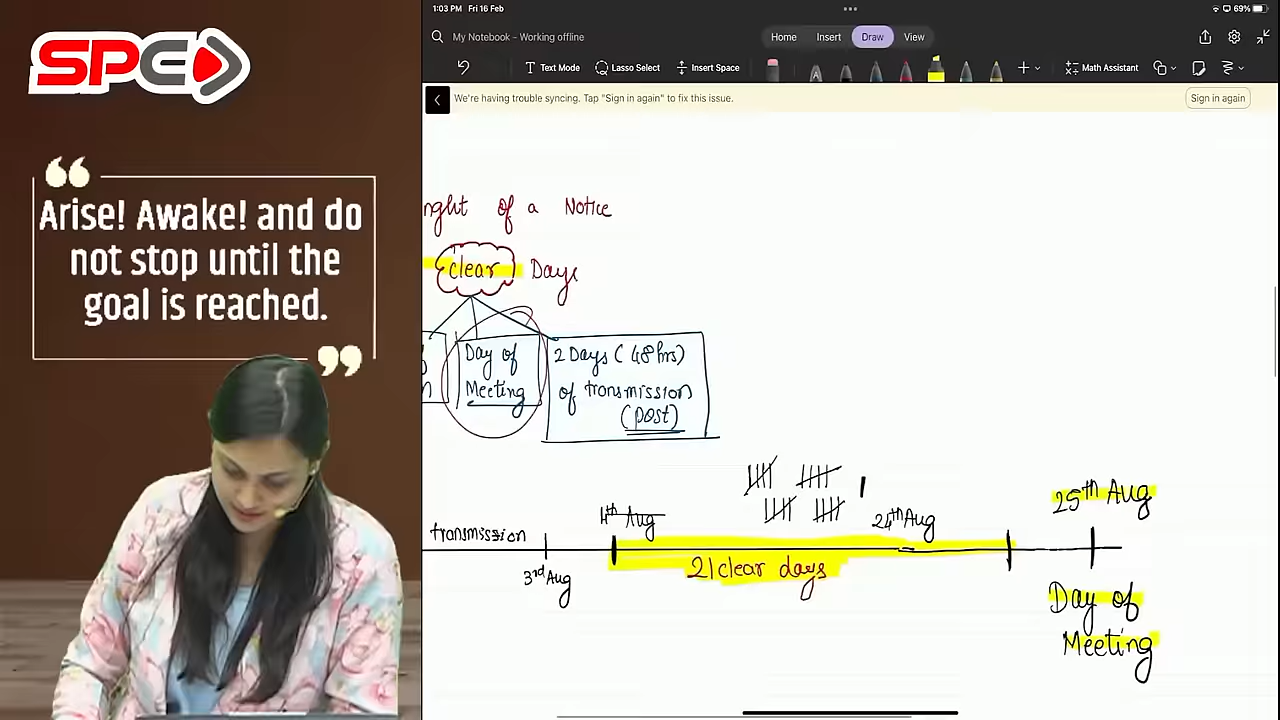 SPE
Arise! Awake! and do
not stop until the
goal is reached.
1:03 PM Fri 16 Feb
69%
My Notebook - Working offline
Home Insert Draw View
Text Mode Lasso Select Insert Space Math Assistant
We're having trouble syncing. Tap "Sign in again" to fix this issue.
Sign in again
nght of a Notice
clear Days
Day of
Meeting
2 Days (48 hrs)
of transmission
(post)
transmission
3rd Aug
4th Aug
24th Aug
21 clear days
25th Aug
Day of
Meeting